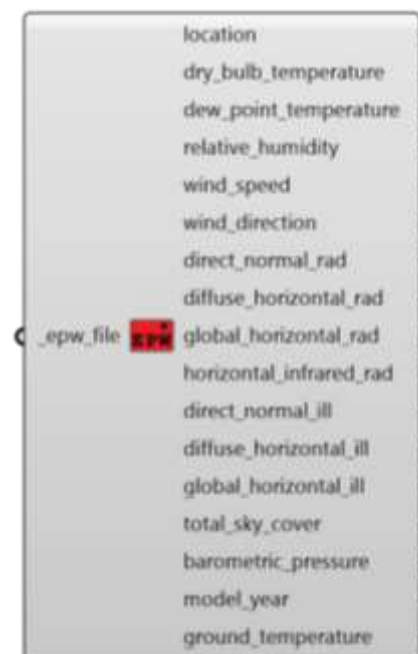 location
dry_bulb_temperature
dew_point_temperature
relative_humidity
wind_speed
wind_direction
direct_normal_rad
diffuse_horizontal_rad
_epw_file EPW global_horizontal_rad
horizontal_infrared_rad
direct_normal_ill
diffuse_horizontal_ill
global_horizontal_ill
total_sky_cover
barometric_pressure
model_year
ground_temperature